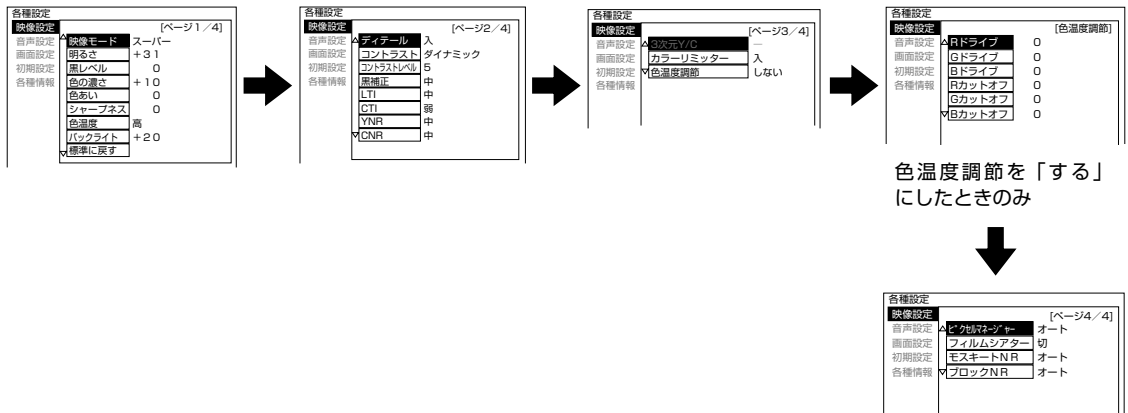 各種設定
映像設定 [ページ1／4]
音声設定 映像モード スーパー
画面設定 明るさ +31
初期設定 黒レベル 0
各種情報 色の濃さ +10
色あい 0
シャープネス 0
色温度 高
バックライト +20
標準に戻す
各種設定
映像設定 [ページ2／4]
音声設定 ディテール 入
画面設定 コントラスト ダイナミック
初期設定 コントラストレベル 5
各種情報 黒補正 中
LTI 中
CTI 弱
YNR 中
CNR 中
各種設定
映像設定 [ページ3／4]
音声設定 3次元Y/C ー
画面設定 カラーリミッター 入
初期設定 色温度調節 しない
各種情報
各種設定
映像設定 [色温度調節]
音声設定 Rドライブ 0
画面設定 Gドライブ 0
初期設定 Bドライブ 0
各種情報 Rカットオフ 0
Gカットオフ 0
Bカットオフ 0
色温度調節を「する」
にしたときのみ
各種設定
映像設定 [ページ4／4]
音声設定 ピクセルマネージャー オート
画面設定 フィルムシアター 切
初期設定 モスキートNR オート
各種情報 ブロックNR オート